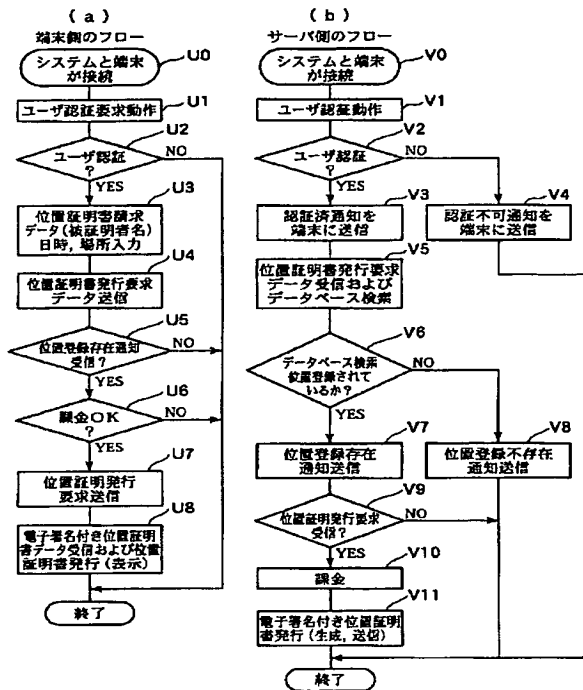 (a)
端末側のフロー
システムと端末
が接続
U0
ユーザ認証要求動作
U1
U2
ユーザ認証
?
NO
YES
U3
位置証明書請求
データ(被証明者名)
日時,場所入力
U4
位置証明書発行要求
データ送信
U5
位置登録存在通知
受信?
NO
YES
U6
課金OK
?
NO
YES
U7
位置証明発行
要求送信
U8
電子署名付き位置証明
書データ受信および位置
証明書発行(表示)
終了
(b)
サーバ側のフロー
システムと端末
が接続
V0
ユーザ認証動作
V1
V2
ユーザ認証
?
NO
YES
V3
認証済通知を
端末に送信
V4
認証不可通知を
端末に送信
V5
位置証明書発行要求
データ受信および
データベース検索
V6
データベース検索
位置登録されて
いるか?
NO
YES
V7
位置登録存在
通知送信
V8
位置登録不存在
通知送信
V9
位置証明発行要求
受信?
NO
YES
V10
課金
V11
電子署名付き位置証明
書発行(生成,送信)
終了